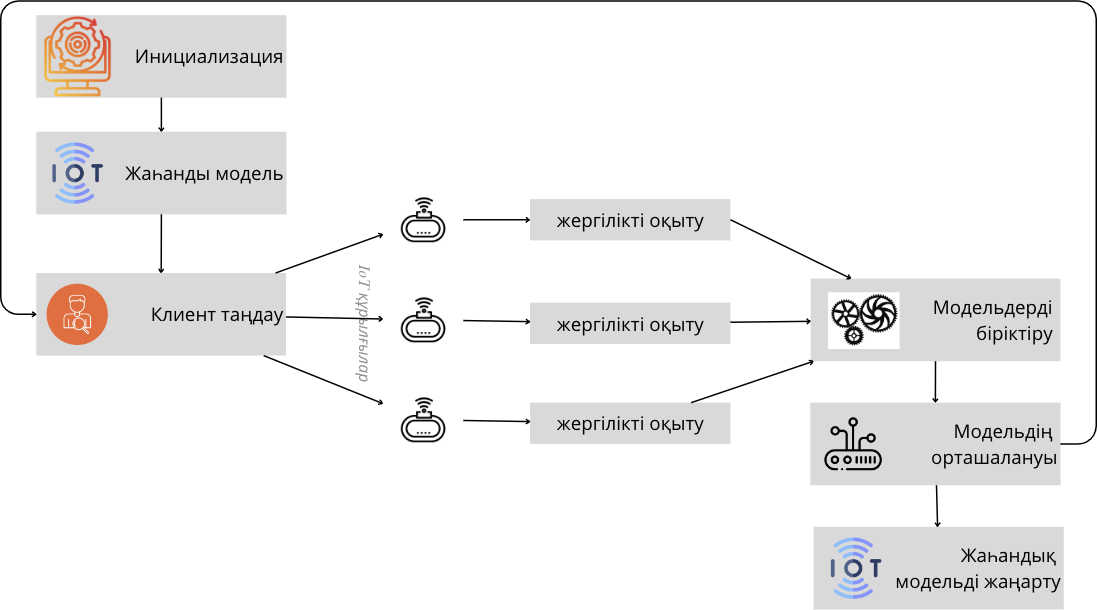 Инициализация
IOT
Жаһанды модель
Клиент таңдау
IoT құрылғылар
жергілікті оқыту
жергілікті оқыту
жергілікті оқыту
Модельдерді
біріктіру
Модельдің
орташалануы
IOT
Жаһандық
модельді жаңарту